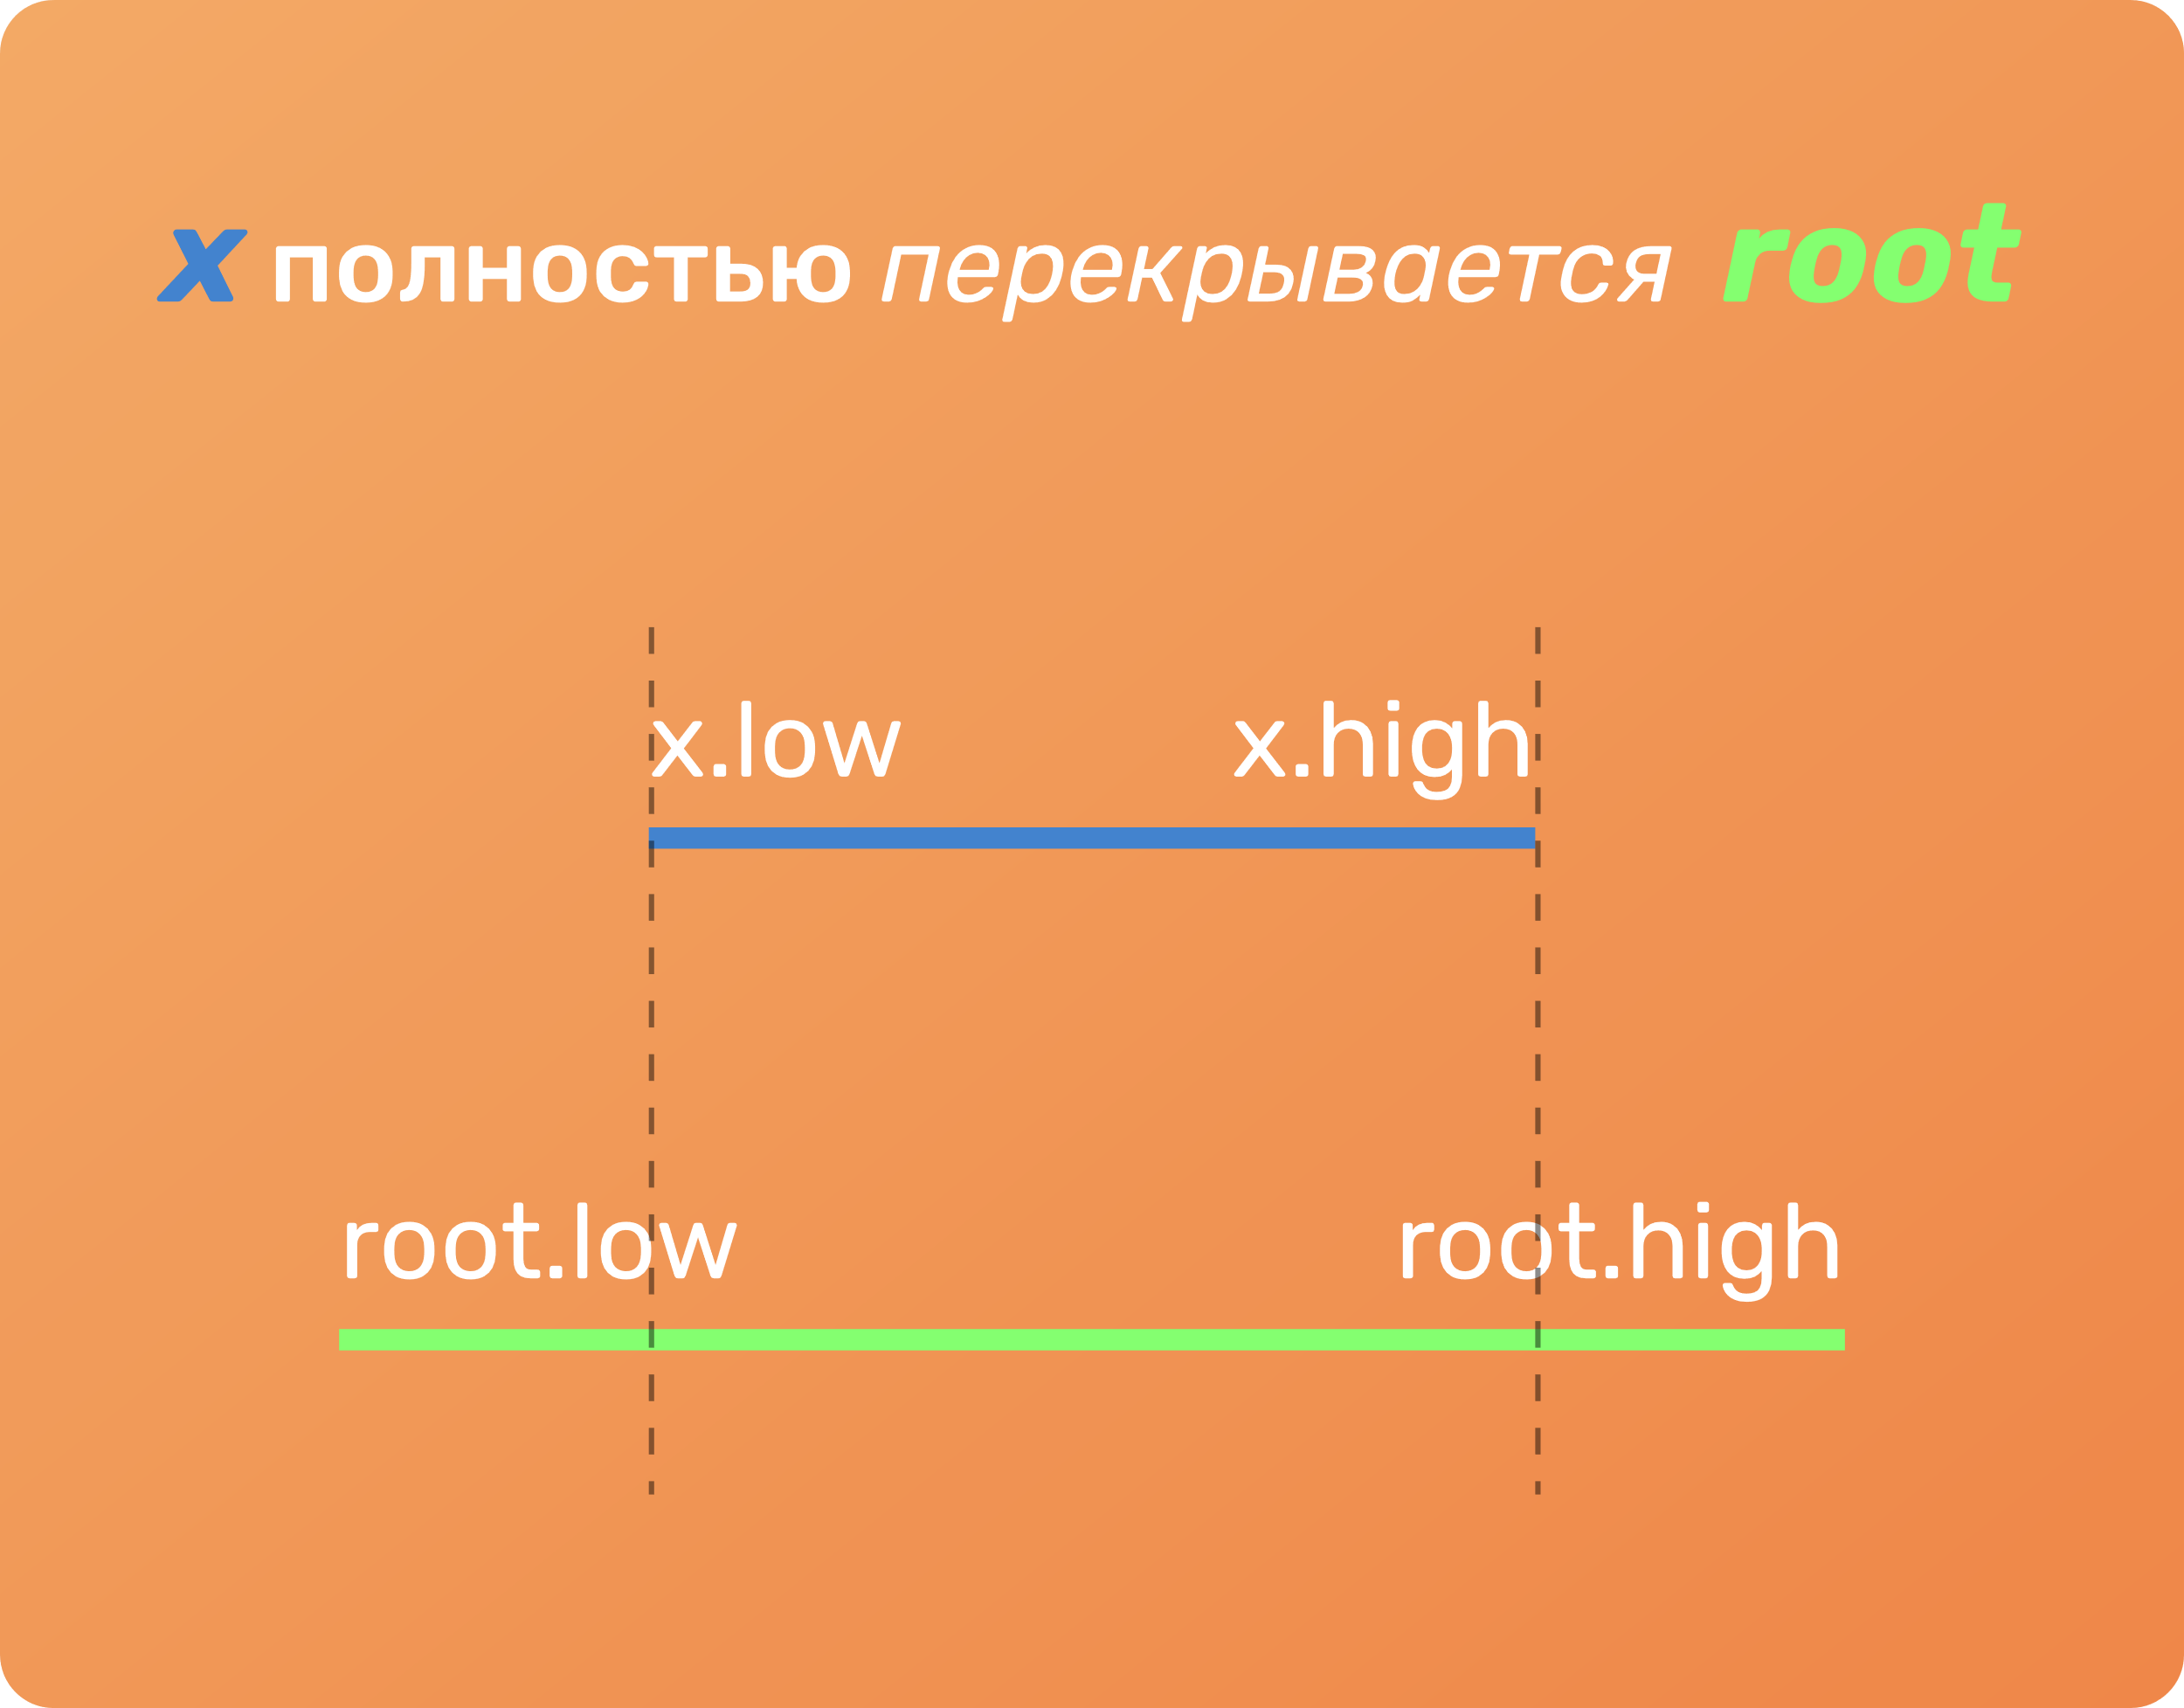 x полностью перекрывается root
x.low x.high
root.low root.high